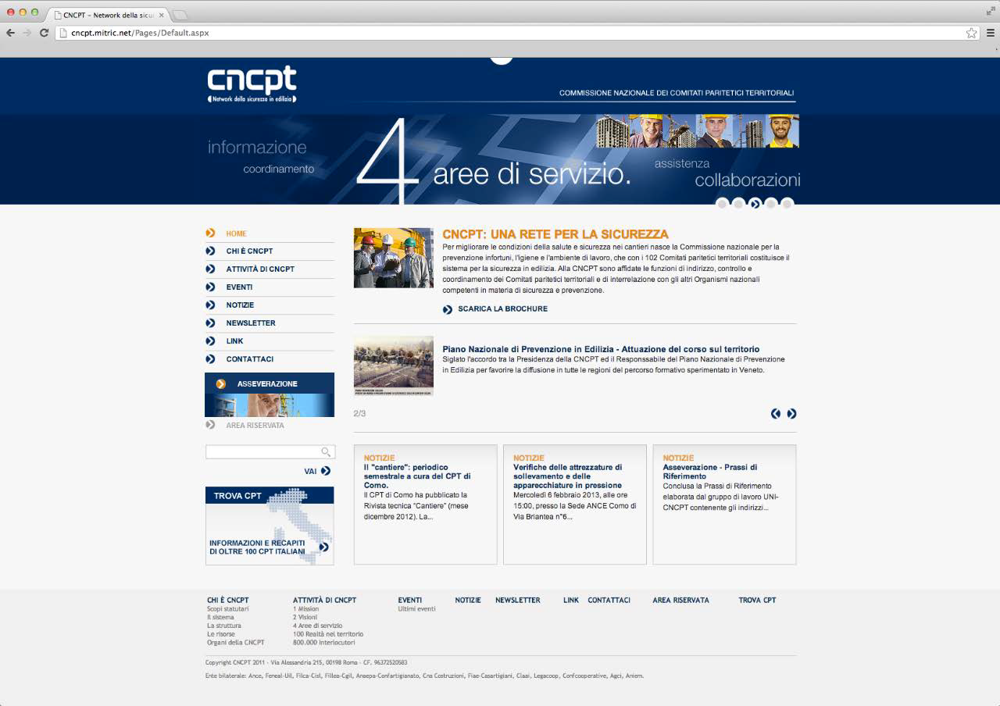 CNCPT – Network della sicu
cncpt.mitric.net/Pages/Default.aspx
cncpt
Network della sicurezza in edilizia
COMMISSIONE NAZIONALE DEI COMITATI PARITETICI TERRITORIALI
informazione
coordinamento
4 aree di servizio.
assistenza
collaborazioni
HOME
CHI È CNCPT
ATTIVITÀ DI CNCPT
EVENTI
NOTIZIE
NEWSLETTER
LINK
CONTATTACI
ASSEVERAZIONE
AREA RISERVATA
VAI
TROVA CPT
INFORMAZIONI E RECAPITI
DI OLTRE 100 CPT ITALIANI
CNCPT: UNA RETE PER LA SICUREZZA
Per migliorare le condizioni della salute e sicurezza nei cantieri nasce la Commissione nazionale per la
prevenzione infortuni, l'igiene e l'ambiente di lavoro, che con i 102 Comitati paritetici territoriali costituisce il
sistema per la sicurezza in edilizia. Alla CNCPT sono affidate le funzioni di indirizzo, controllo e
coordinamento dei Comitati paritetici territoriali e di interrelazione con gli altri Organismi nazionali
competenti in materia di sicurezza e prevenzione.
SCARICA LA BROCHURE
Piano Nazionale di Prevenzione in Edilizia - Attuazione del corso sul territorio
Siglato l'accordo tra la Presidenza della CNCPT ed il Responssabile del Piano Nazionale di Prevenzione
in Edilizia per favorire la diffusione in tutte le regioni del percorso formativo sperimentato in Veneto.
2/3
NOTIZIE
Il "cantiere": periodico
semestrale a cura del CPT di
Como.
Il CPT di Como ha pubblicato la
Rivista tecnica "Cantiere" (mese
dicembre 2012). La...
NOTIZIE
Verifiche delle attrezzature di
sollevamento e delle
apparecchiature in pressione
Mercoledì 6 febbraio 2013, alle ore
15:00, presso la Sede ANCE Como di
Via Briantea n°6...
NOTIZIE
Asseverazione - Prassi di
Riferimento
Conclusa la Prassi di Riferimento
elaborata dal gruppo di lavoro UNI-
CNCPT contenente gli indirizzi...
CHI È CNCPT
Scopi statutari
Il sistema
La struttura
Le risorse
Organi della CNCPT
ATTIVITÀ DI CNCPT
1 Mission
2 Visioni
4 Aree di servizio
100 Realtà nel territorio
800.000 Interlocutori
EVENTI
Ultimi eventi
NOTIZIE
NEWSLETTER
LINK
CONTATTACI
AREA RISERVATA
TROVA CPT
Copyright CNCPT 2011 - Via Alessandria 215, 00198 Roma - CF. 96372520583
Ente bilaterale: Ance, Feneal-Uil, Filca-Cisl, Fillea-Cgil, Anaepa-Confartigianato, Cna Costruzioni, Fiae-Casartigiani, Claai, Legacoop, Confcooperative, Agci, Aniem.